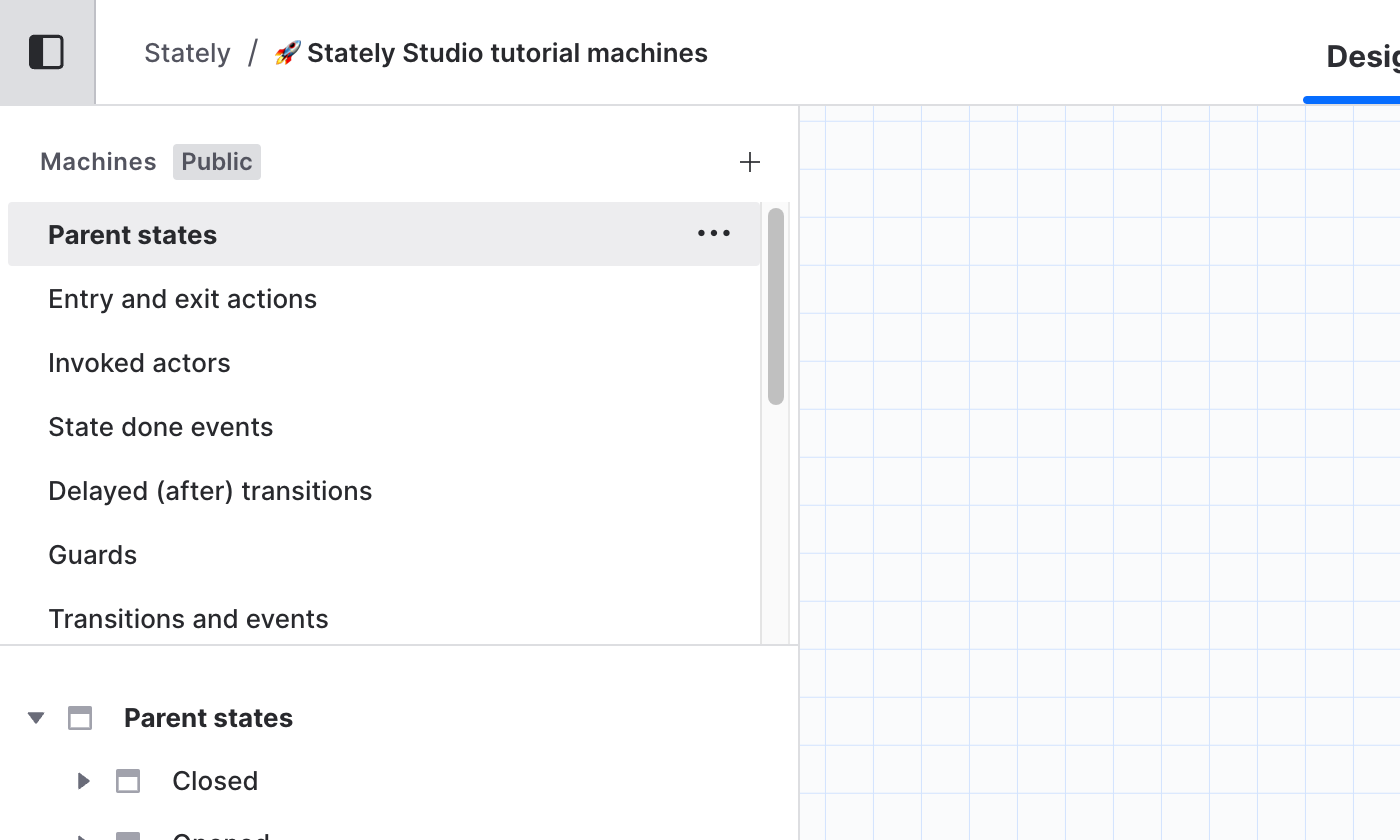 Stately / 🚀 Stately Studio tutorial machines
Desig
Machines Public
Parent states
Entry and exit actions
Invoked actors
State done events
Delayed (after) transitions
Guards
Transitions and events
Parent states
Closed
Opened